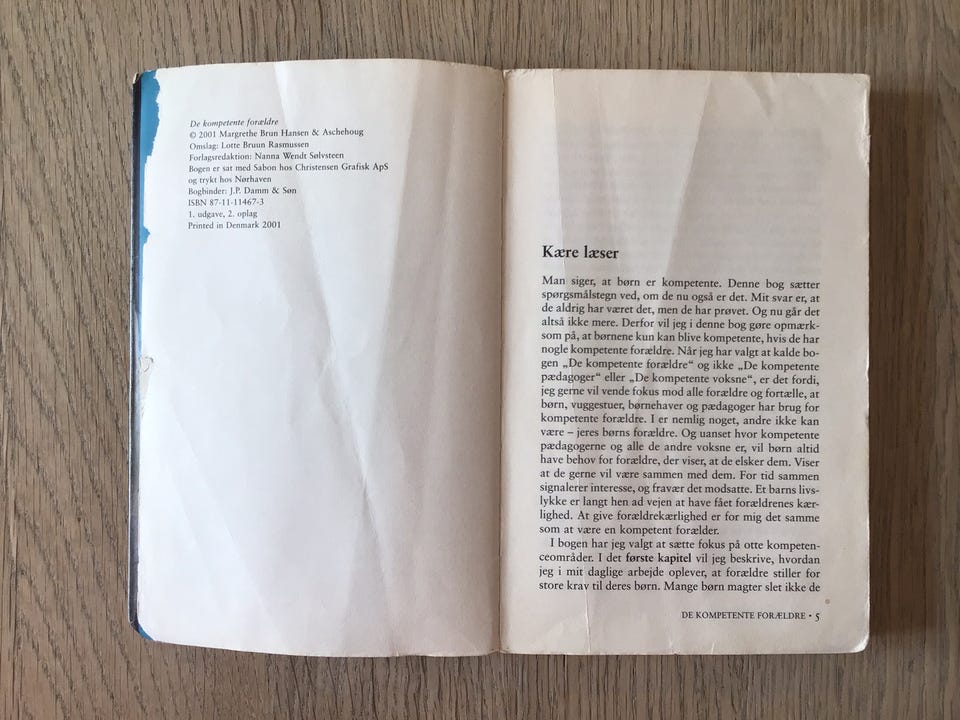 De kompetente forældre
© 2001 Margrethe Brun Hansen & Aschehoug
Omslag: Lotte Bruun Rasmussen
Forlagsredaktion: Nanna Wendt Sølvsteen
Bogen er sat med Sabon hos Christensen Grafisk ApS
og trykt hos Nørhaven
Bogbinder: J.P. Damm & Søn
ISBN 87-11-11467-3
1. udgave, 2. oplag
Printed in Denmark 2001
Kære læser
Man siger, at børn er kompetente. Denne bog sætter
spørgsmålstegn ved, om de nu også er det. Mit svar er, at
de aldrig har været det, men de har prøvet. Og nu går det
altså ikke mere. Derfor vil jeg i denne bog gøre opmærk-
som på, at børnene kun kan blive kompetente, hvis de har
nogle kompetente forældre. Når jeg har valgt at kalde bo-
gen „De kompetente forældre“ og ikke „De kompetente
pædagoger“ eller „De kompetente voksne“, er det fordi,
jeg gerne vil vende fokus mod alle forældre og fortælle, at
børn, vuggestuer, børnehaver og pædagoger har brug for
kompetente forældre. I er nemlig noget, andre ikke kan
være – jeres børns forældre. Og uanset hvor kompetente
pædagogerne og alle de andre voksne er, vil børn altid
have behov for forældre, der viser, at de elsker dem. Viser
at de gerne vil være sammen med dem. For tid sammen
signalerer interesse, og fravær det modsatte. Et barns livs-
lykke er langt hen ad vejen at have fået forældrenes kær-
lighed. At give forældrekærlighed er for mig det samme
som at være en kompetent forælder.
I bogen har jeg valgt at sætte fokus på otte kompeten-
ceområder. I det første kapitel vil jeg beskrive, hvordan
jeg i mit daglige arbejde oplever, at forældre stiller for
store krav til deres børn. Mange børn magter slet ikke de
DE KOMPETENTE FORÆLDRE • 5